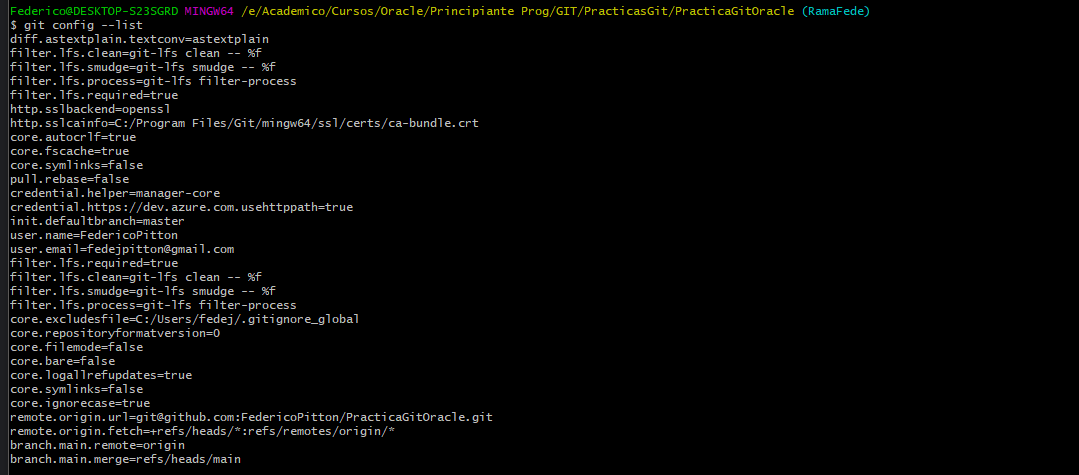 Federico@DESKTOP-S23SGRD MINGW64 /e/Academico/Cursos/Oracle/Principiante Prog/GIT/PracticasGit/PracticaGitOracle (RamaFede)
$ git config --list
diff.astextplain.textconv=astextplain
filter.lfs.clean=git-lfs clean -- %f
filter.lfs.smudge=git-lfs smudge -- %f
filter.lfs.process=git-lfs filter-process
filter.lfs.required=true
http.sslbackend=openssl
http.sslcainfo=C:/Program Files/Git/mingw64/ssl/certs/ca-bundle.crt
core.autocrlf=true
core.fscache=true
core.symlinks=false
pull.rebase=false
credential.helper=manager-core
credential.https://dev.azure.com.usehttppath=true
init.defaultbranch=master
user.name=FedericoPitton
user.email=fedejpitton@gmail.com
filter.lfs.required=true
filter.lfs.clean=git-lfs clean -- %f
filter.lfs.smudge=git-lfs smudge -- %f
filter.lfs.process=git-lfs filter-process
core.excludesfile=C:/Users/fedej/.gitignore_global
core.repositoryformatversion=0
core.filemode=false
core.bare=false
core.logallrefupdates=true
core.symlinks=false
core.ignorecase=true
remote.origin.url=git@github.com:FedericoPitton/PracticaGitOracle.git
remote.origin.fetch=+refs/heads/*:refs/remotes/origin/*
branch.main.remote=origin
branch.main.merge=refs/heads/main